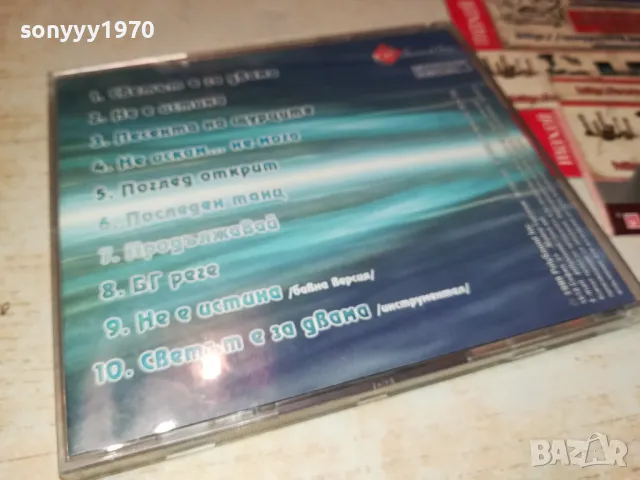 sonyyy1970
1. Светът е за двама
2. Не е истина
3. Песента на щурците
4. Не искам... не мога
5. Поглед открит
6. Последен танц
7. Продължавай
8. БГ реге
9. Не е истина /бавна версия/
10. Светът е за двама /инструментал/
maxell
BAZAR